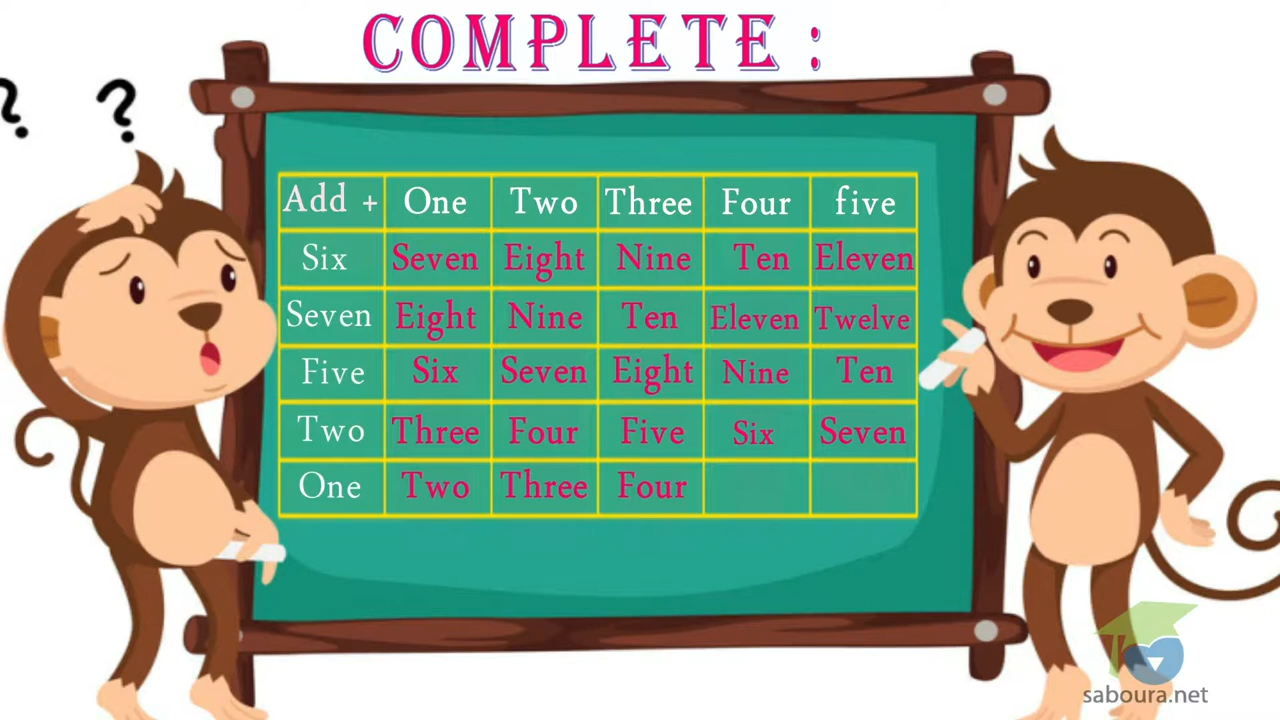 COMPLETE :
? ?
Add + One Two Three Four five
Six Seven Eight Nine Ten Eleven
Seven Eight Nine Ten Eleven Twelve
Five Six Seven Eight Nine Ten
Two Three Four Five Six Seven
One Two Three Four
saboura.net